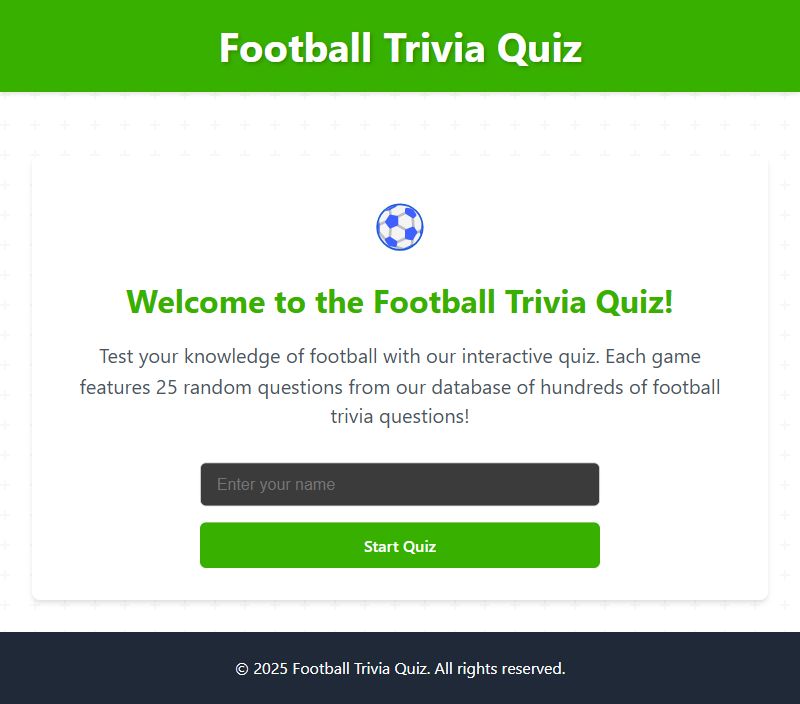 Football Trivia Quiz
Welcome to the Football Trivia Quiz!
Test your knowledge of football with our interactive quiz. Each game
features 25 random questions from our database of hundreds of football
trivia questions!
Enter your name
Start Quiz
© 2025 Football Trivia Quiz. All rights reserved.